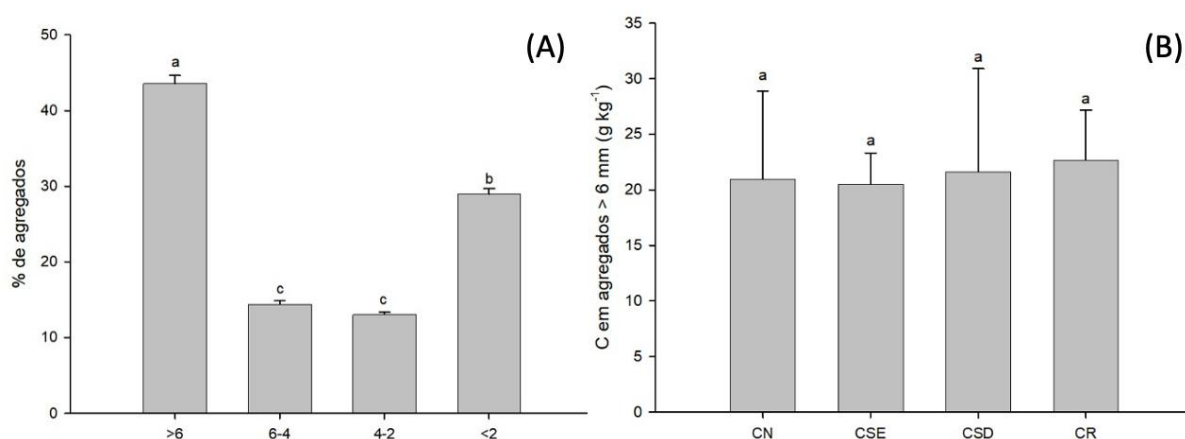 (A)
% de agregados
50
40
30
20
10
0
a
c
c
b
>6 6-4 4-2 <2
(B)
C em agregados > 6 mm (g kg⁻¹)
35
30
25
20
15
10
5
0
a
a
a
a
CN CSE CSD CR